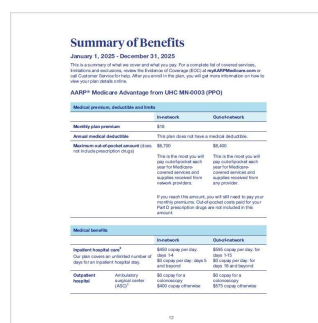 Summary of Benefits
January 1, 2025 - December 31, 2025
This is a summary of what we cover and what you pay. For a complete list of covered services,
limitations and exclusions, review the Evidence of Coverage (EOC) at myAARPMedicare.com or
call Customer Service for help. After you enroll in the plan, you will get more information on how to
view your plan details online.
AARP® Medicare Advantage from UHC MN-0003 (PPO)
Medical premium, deductible and limits
In-network Out-of-network
Monthly plan premium
Annual medical deductible This plan does not have a medical deductible.
Maximum out-of-pocket amount (does
not include prescription drugs)
$6,700 $8,400
This is the most you will
pay out-of-pocket each
year for Medicare-
covered services and
supplies received from
network providers.
This is the most you will
pay out-of-pocket each
year for Medicare-
covered services and
supplies received from
any provider.
If you reach this amount, you will still need to pay your
monthly premiums. Out-of-pocket costs paid for your
Part D prescription drugs are not included in this
amount.
Medical benefits
In-network Out-of-network
Inpatient hospital care
Our plan covers an unlimited number of
days for an inpatient hospital stay.
$450 copay per day:
days 1-4
$0 copay per day: days 5
and beyond
$595 copay per day: for
days 1-15
$0 copay per day: for
days 16 and beyond
Outpatient
hospital
Ambulatory
surgical center
(ASC)
$0 copay for a
colonoscopy
$400 copay otherwise
$0 copay for a
colonoscopy
$575 copay otherwise